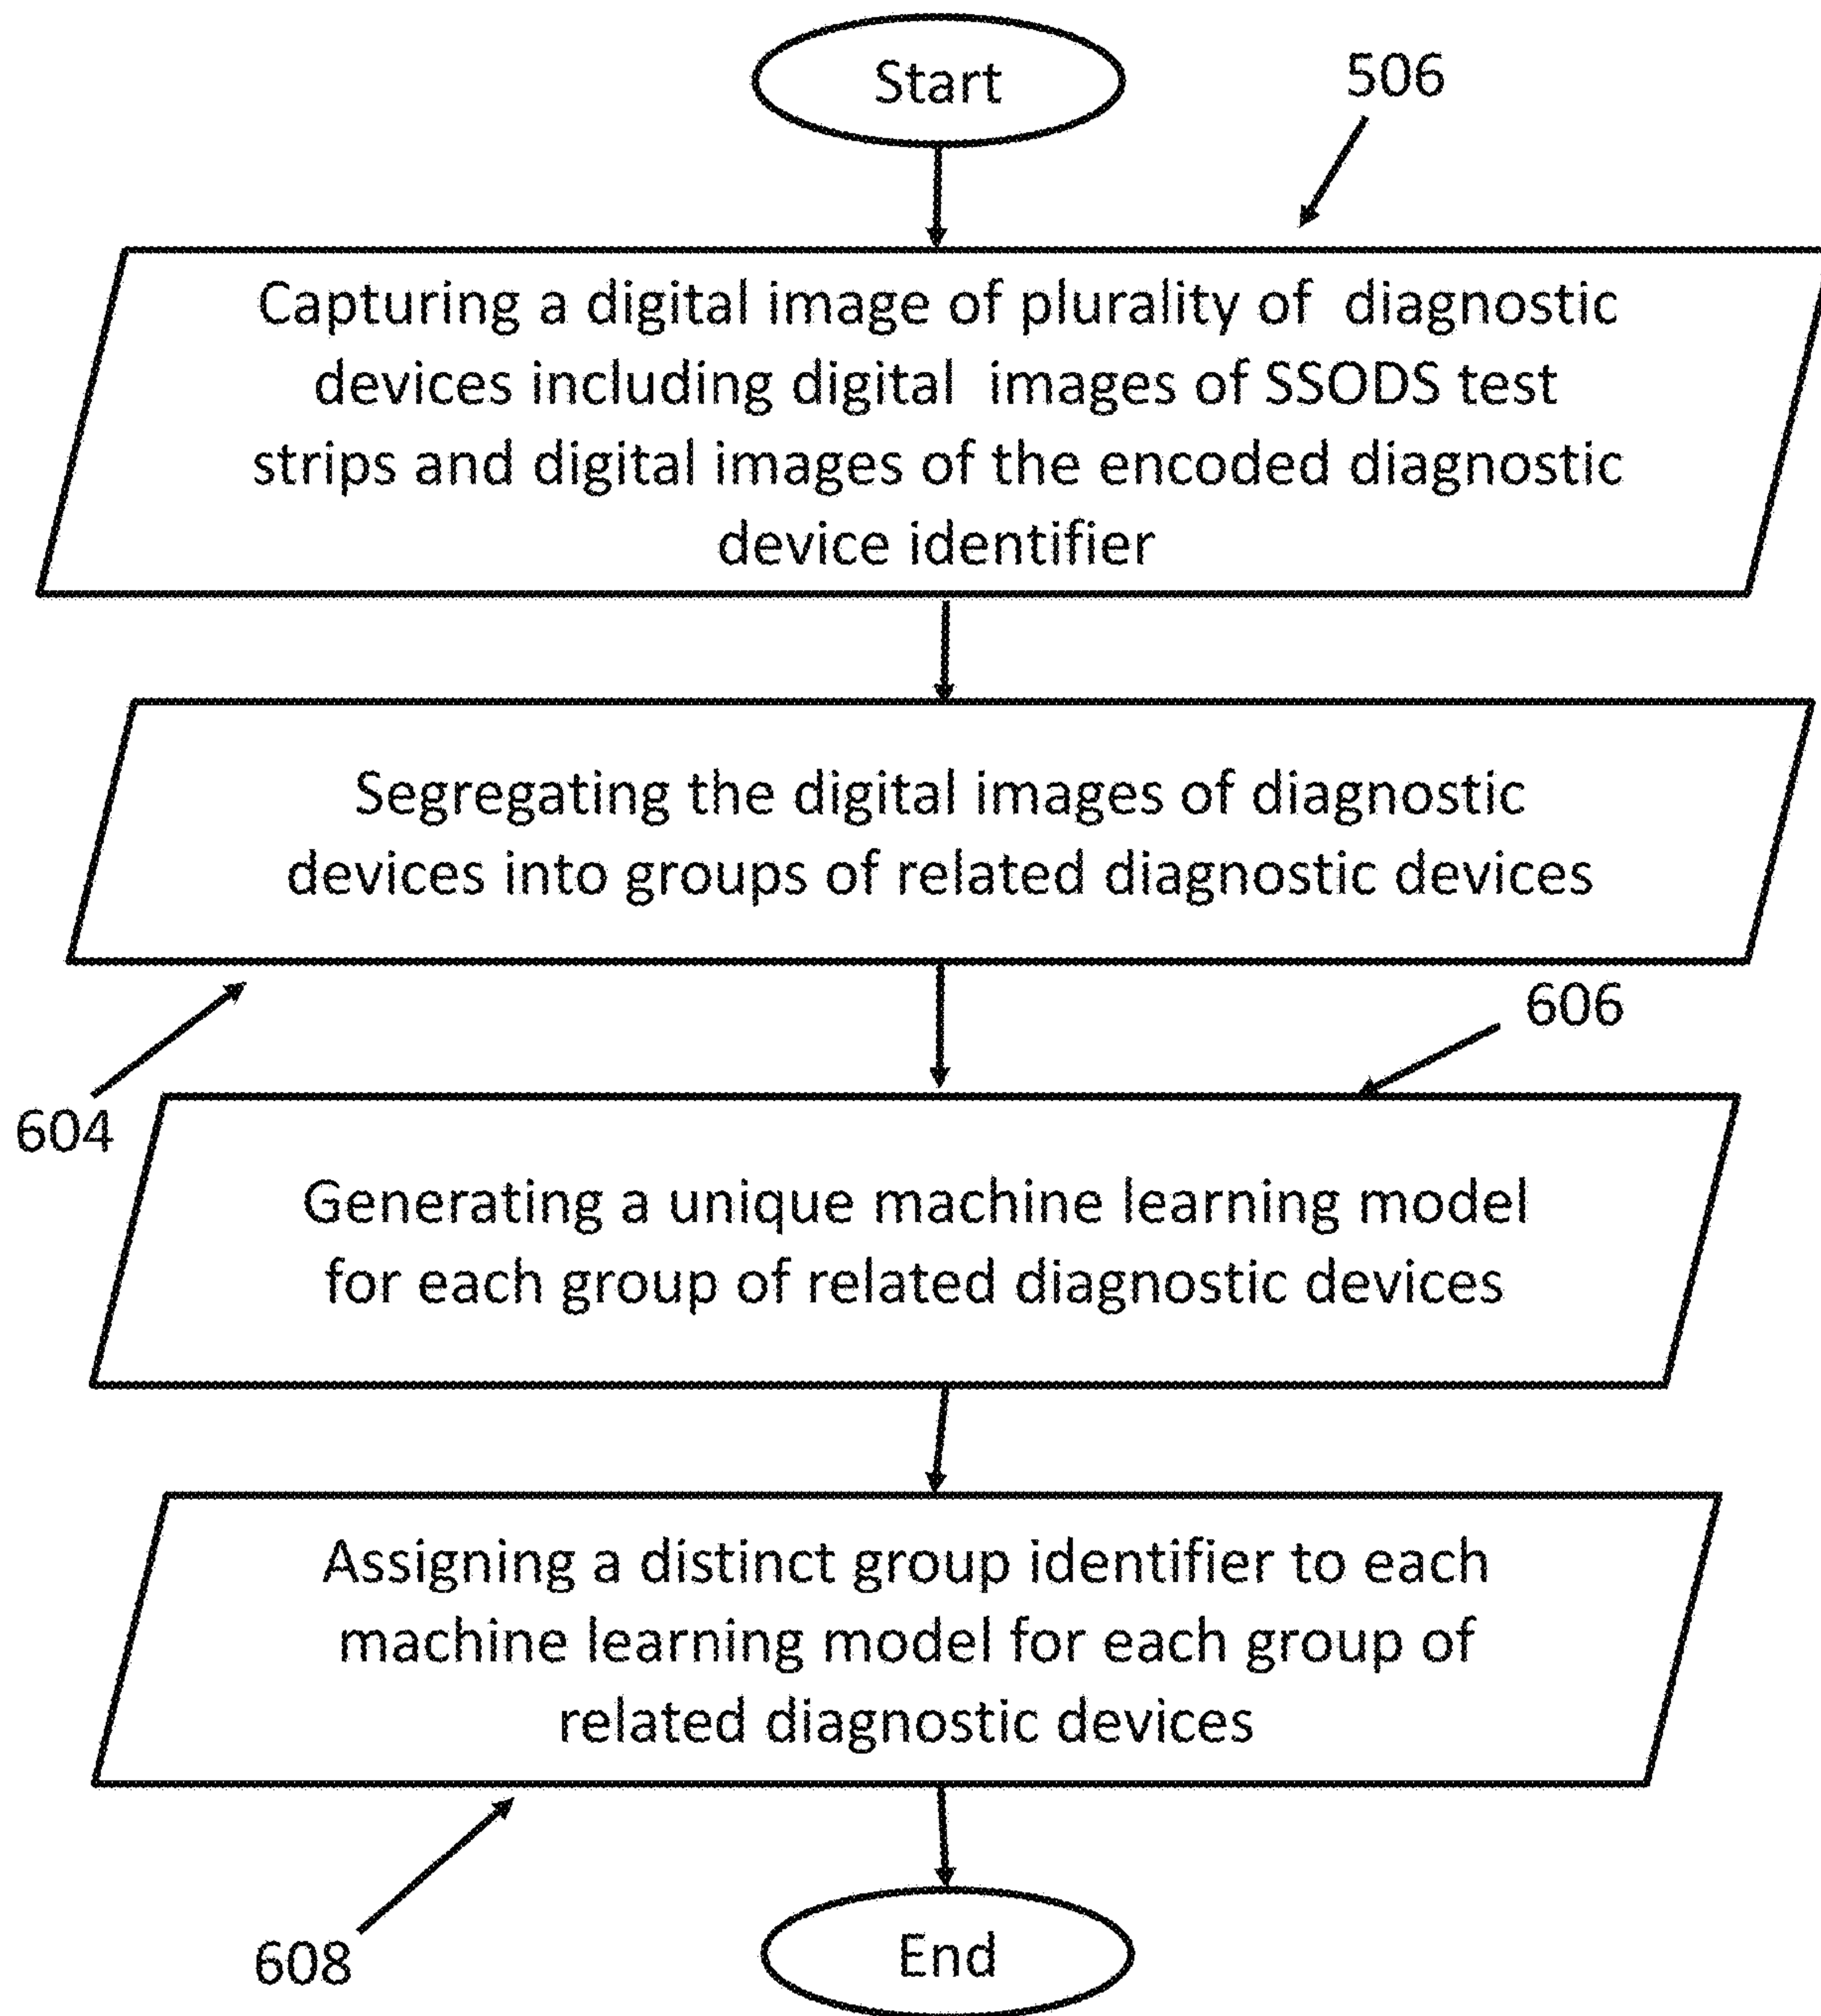 Start
506
Capturing a digital image of plurality of diagnostic
devices including digital images of SSODS test
strips and digital images of the encoded diagnostic
device identifier
Segregating the digital images of diagnostic
devices into groups of related diagnostic devices
604
606
Generating a unique machine learning model
for each group of related diagnostic devices
Assigning a distinct group identifier to each
machine learning model for each group of
related diagnostic devices
608
End